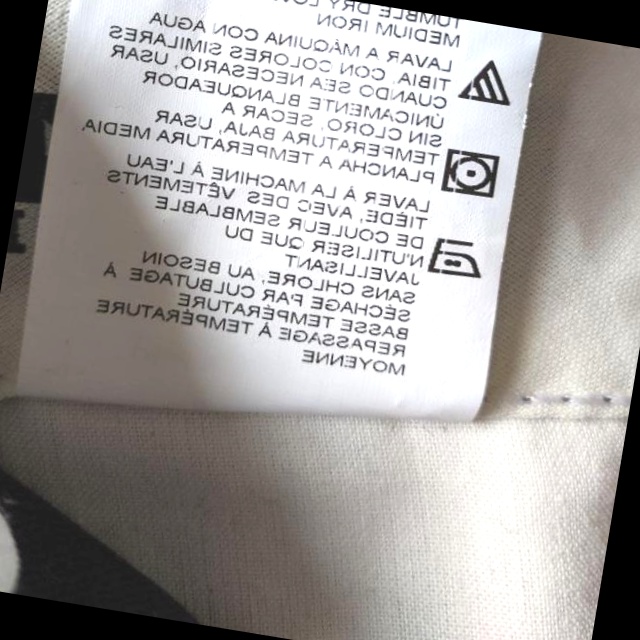 TUMBLE DRY LOW
MEDIUM IRON
LAVAR A MÁQUINA CON AGUA
TIBIA, CON COLORES SIMILARES
CUANDO SEA NECESARIO, USAR
ÚNICAMENTE BLANQUEADOR
SIN CLORO, SECAR A
TEMPERATURA BAJA, USAR
PLANCHA A TEMPERATURA MEDIA
LAVER À LA MACHINE À L'EAU
TIÈDE, AVEC DES VÊTEMENTS
DE COULEUR SEMBLABLE
N'UTILISER QUE DU
JAVELLISANT
SANS CHLORE, AU BESOIN
SÉCHAGE PAR CULBUTAGE À
BASSE TEMPÉRATURE
REPASSAGE À TEMPÉRATURE
MOYENNE